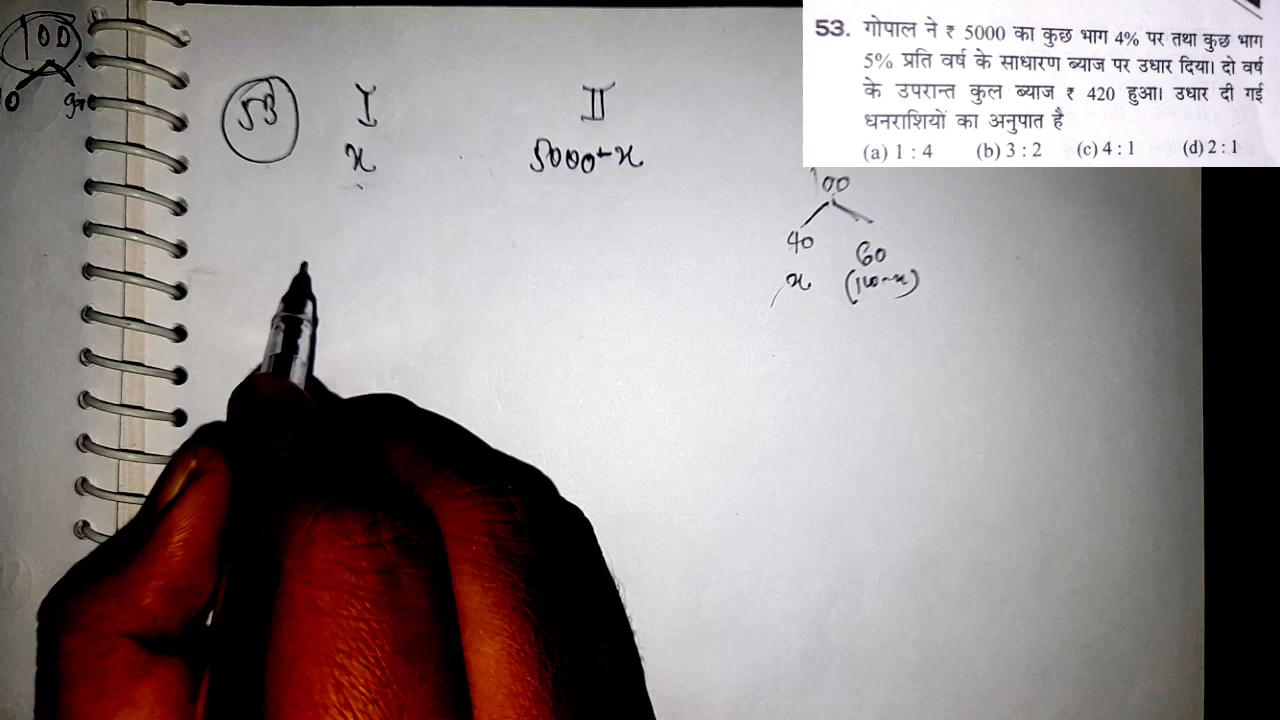 53. गोपाल ने ₹ 5000 का कुछ भाग 4% पर तथा कुछ भाग
5% प्रति वर्ष के साधारण ब्याज पर उधार दिया। दो वर्ष
के उपरान्त कुल ब्याज ₹ 420 हुआ। उधार दी गई
धनराशियों का अनुपात है
(a) 1 : 4 (b) 3 : 2 (c) 4 : 1 (d) 2 : 1
100
53 I II
x 5000-x
100
40 60
x (100-x)